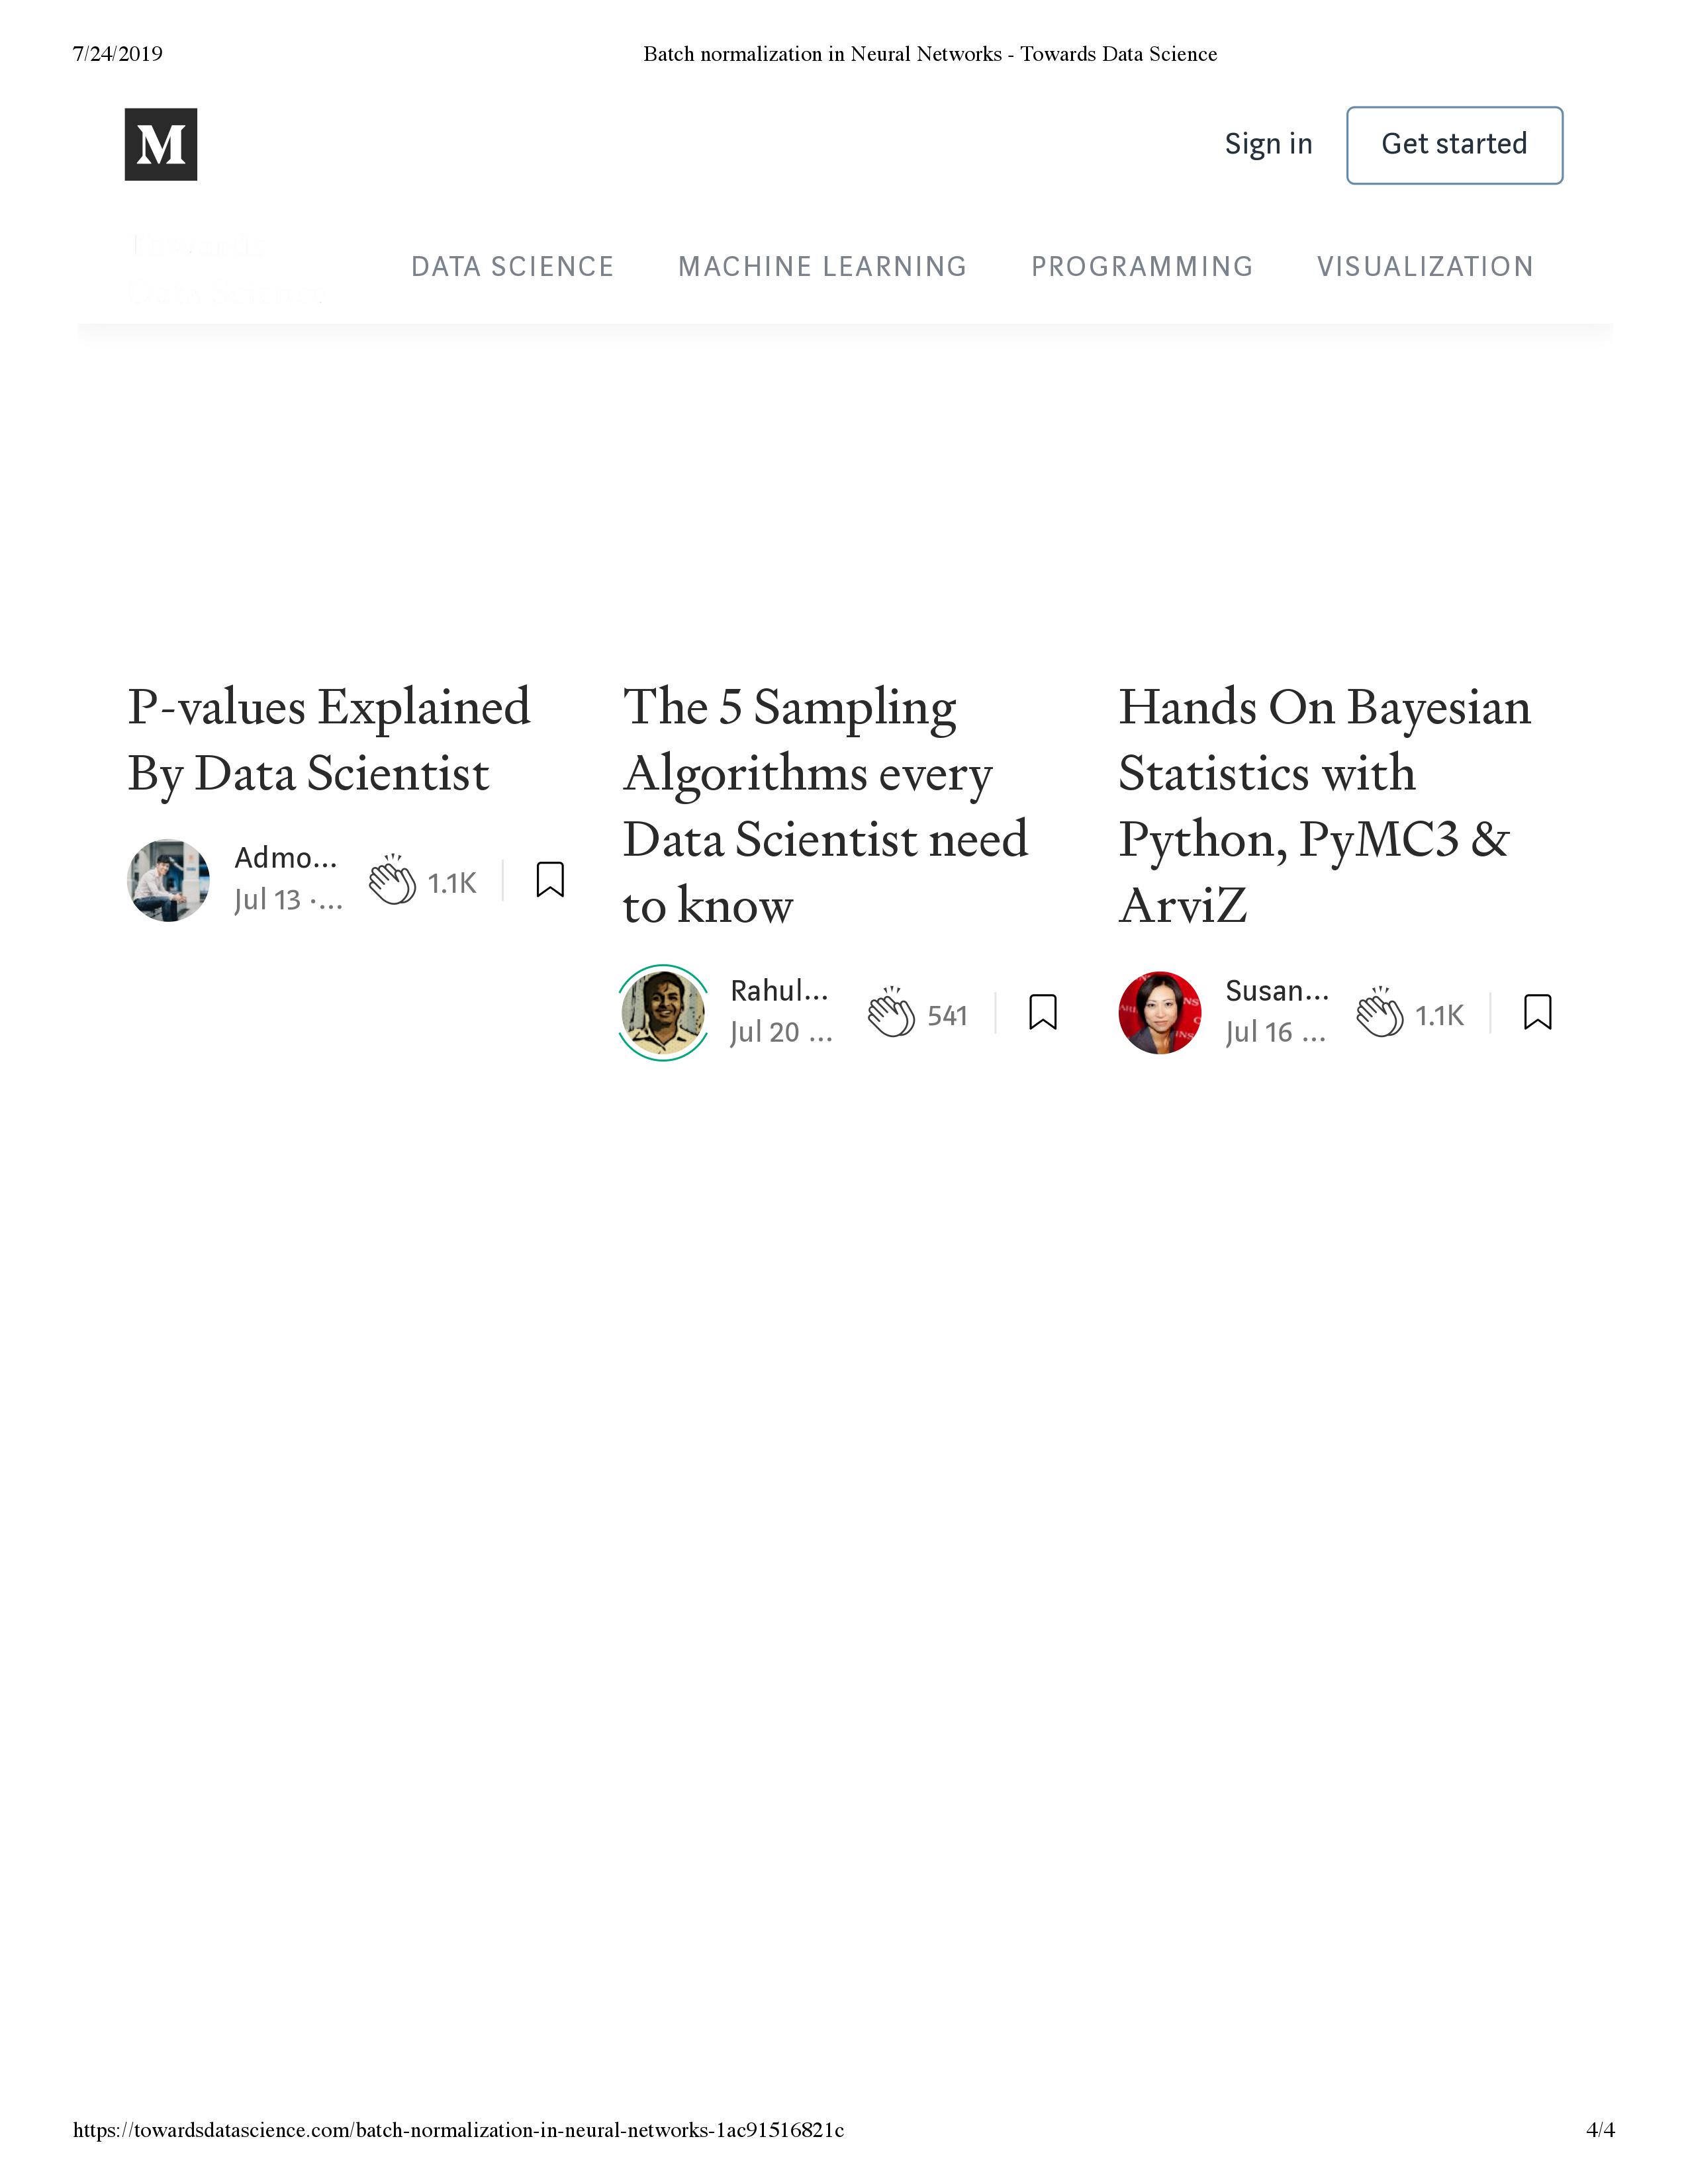 7/24/2019 Batch normalization in Neural Networks - Towards Data Science
M
Sign in Get started
DATA SCIENCE MACHINE LEARNING PROGRAMMING VISUALIZATION
P-values Explained
By Data Scientist
Admo...
Jul 13 ·...
1.1K
The 5 Sampling
Algorithms every
Data Scientist need
to know
Rahul...
Jul 20 ...
541
Hands On Bayesian
Statistics with
Python, PyMC3 &
ArviZ
Susan...
Jul 16 ...
1.1K
https://towardsdatascience.com/batch-normalization-in-neural-networks-1ac91516821c 4/4